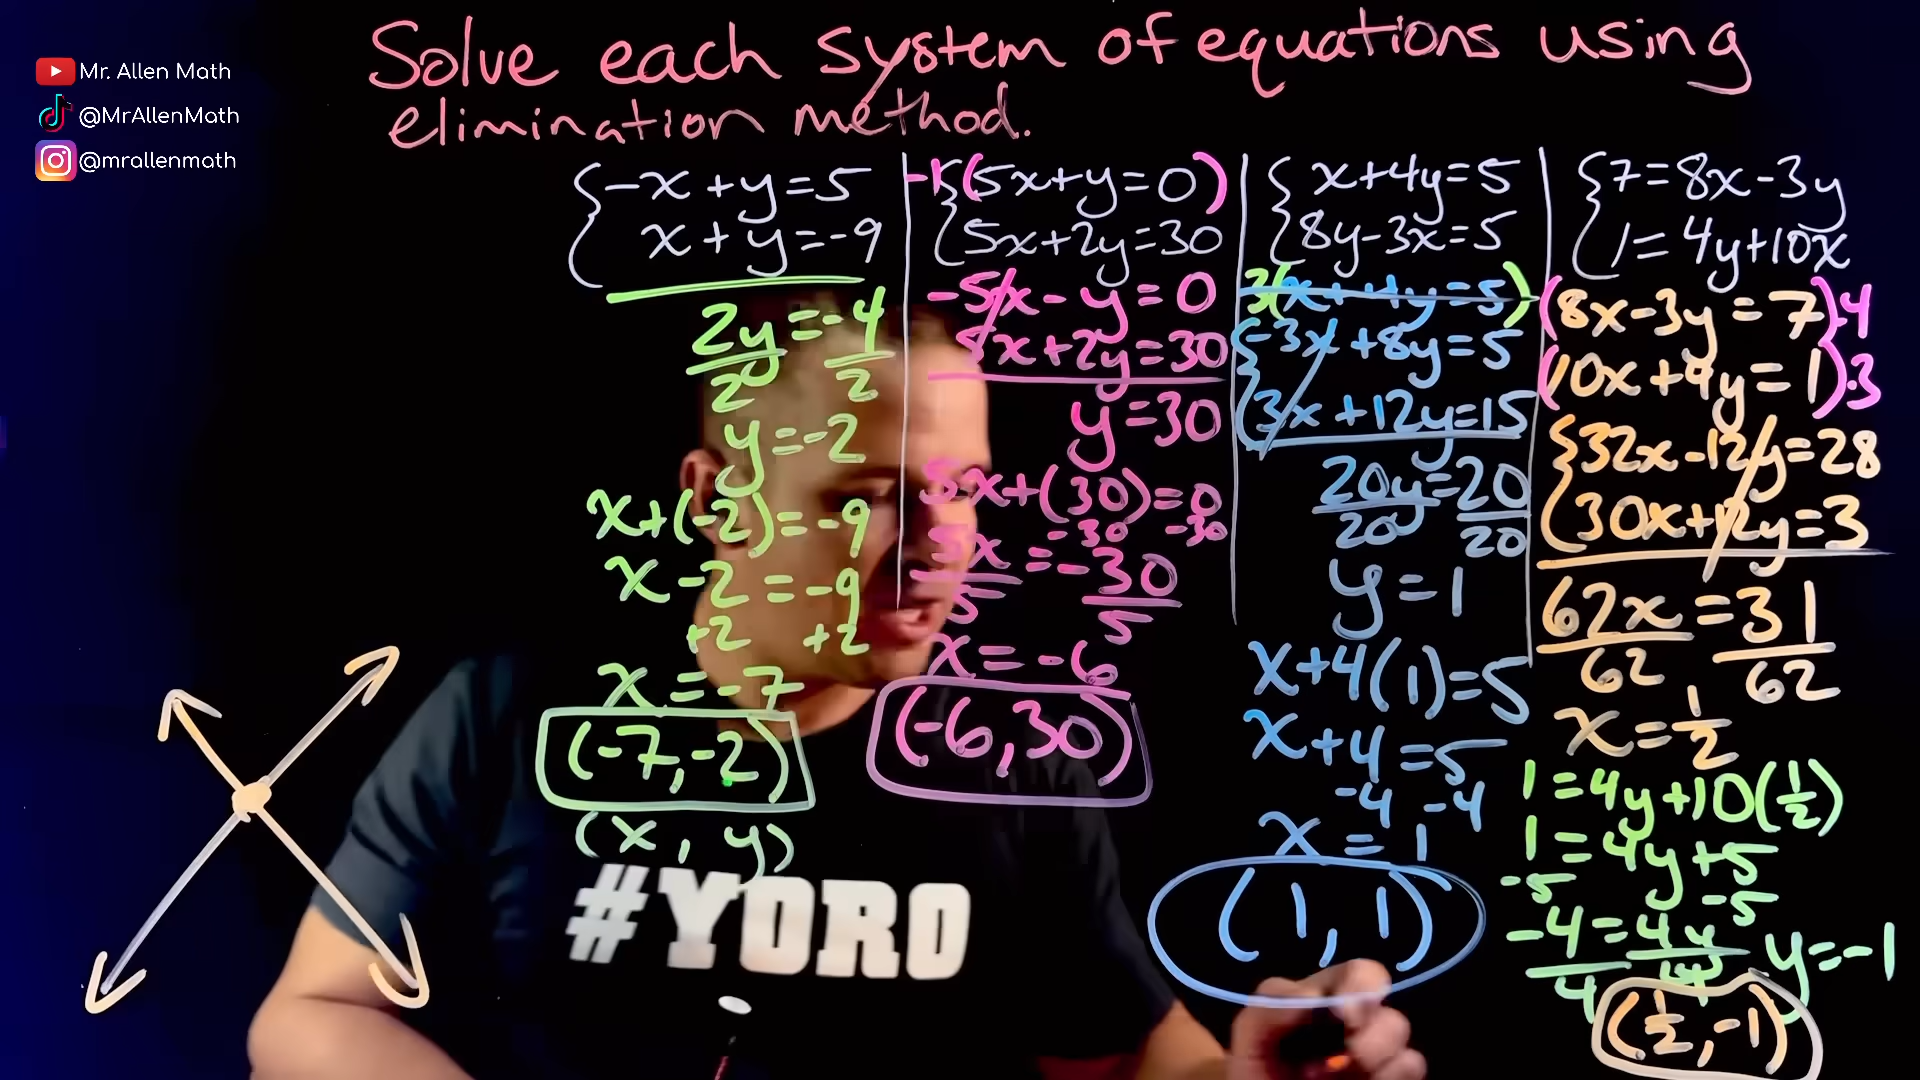 Mr. Allen Math
@MrAllenMath
@mrallenmath
Solve each system of equations using
elimination method.
-x+y=5
x+y=-9
2y=-4
2 2
y=-2
x+(-2)=-9
x-2=-9
+2 +2
x=-7
(-7,-2)
(x,y)
-1(5x+y=0)
5x+2y=30
-5x-y=0
5x+2y=30
y=30
5x+(30)=0
-30 -30
5x=-30
5 5
x=-6
(-6,30)
x+4y=5
8y-3x=5
3(x+4y=5)
-3x+8y=5
3x+12y=15
20y=20
20 20
y=1
x+4(1)=5
x+4=5
-4 -4
x=1
(1,1)
7=8x-3y
1=4y+10x
(8x-3y=7)·4
(10x+4y=1)·3
32x-12y=28
30x+12y=3
62x=31
62 62
x=1/2
1=4y+10(1/2)
1=4y+5
-5 -5
-4=4y
4 4
y=-1
(1/2,-1)
#YORO